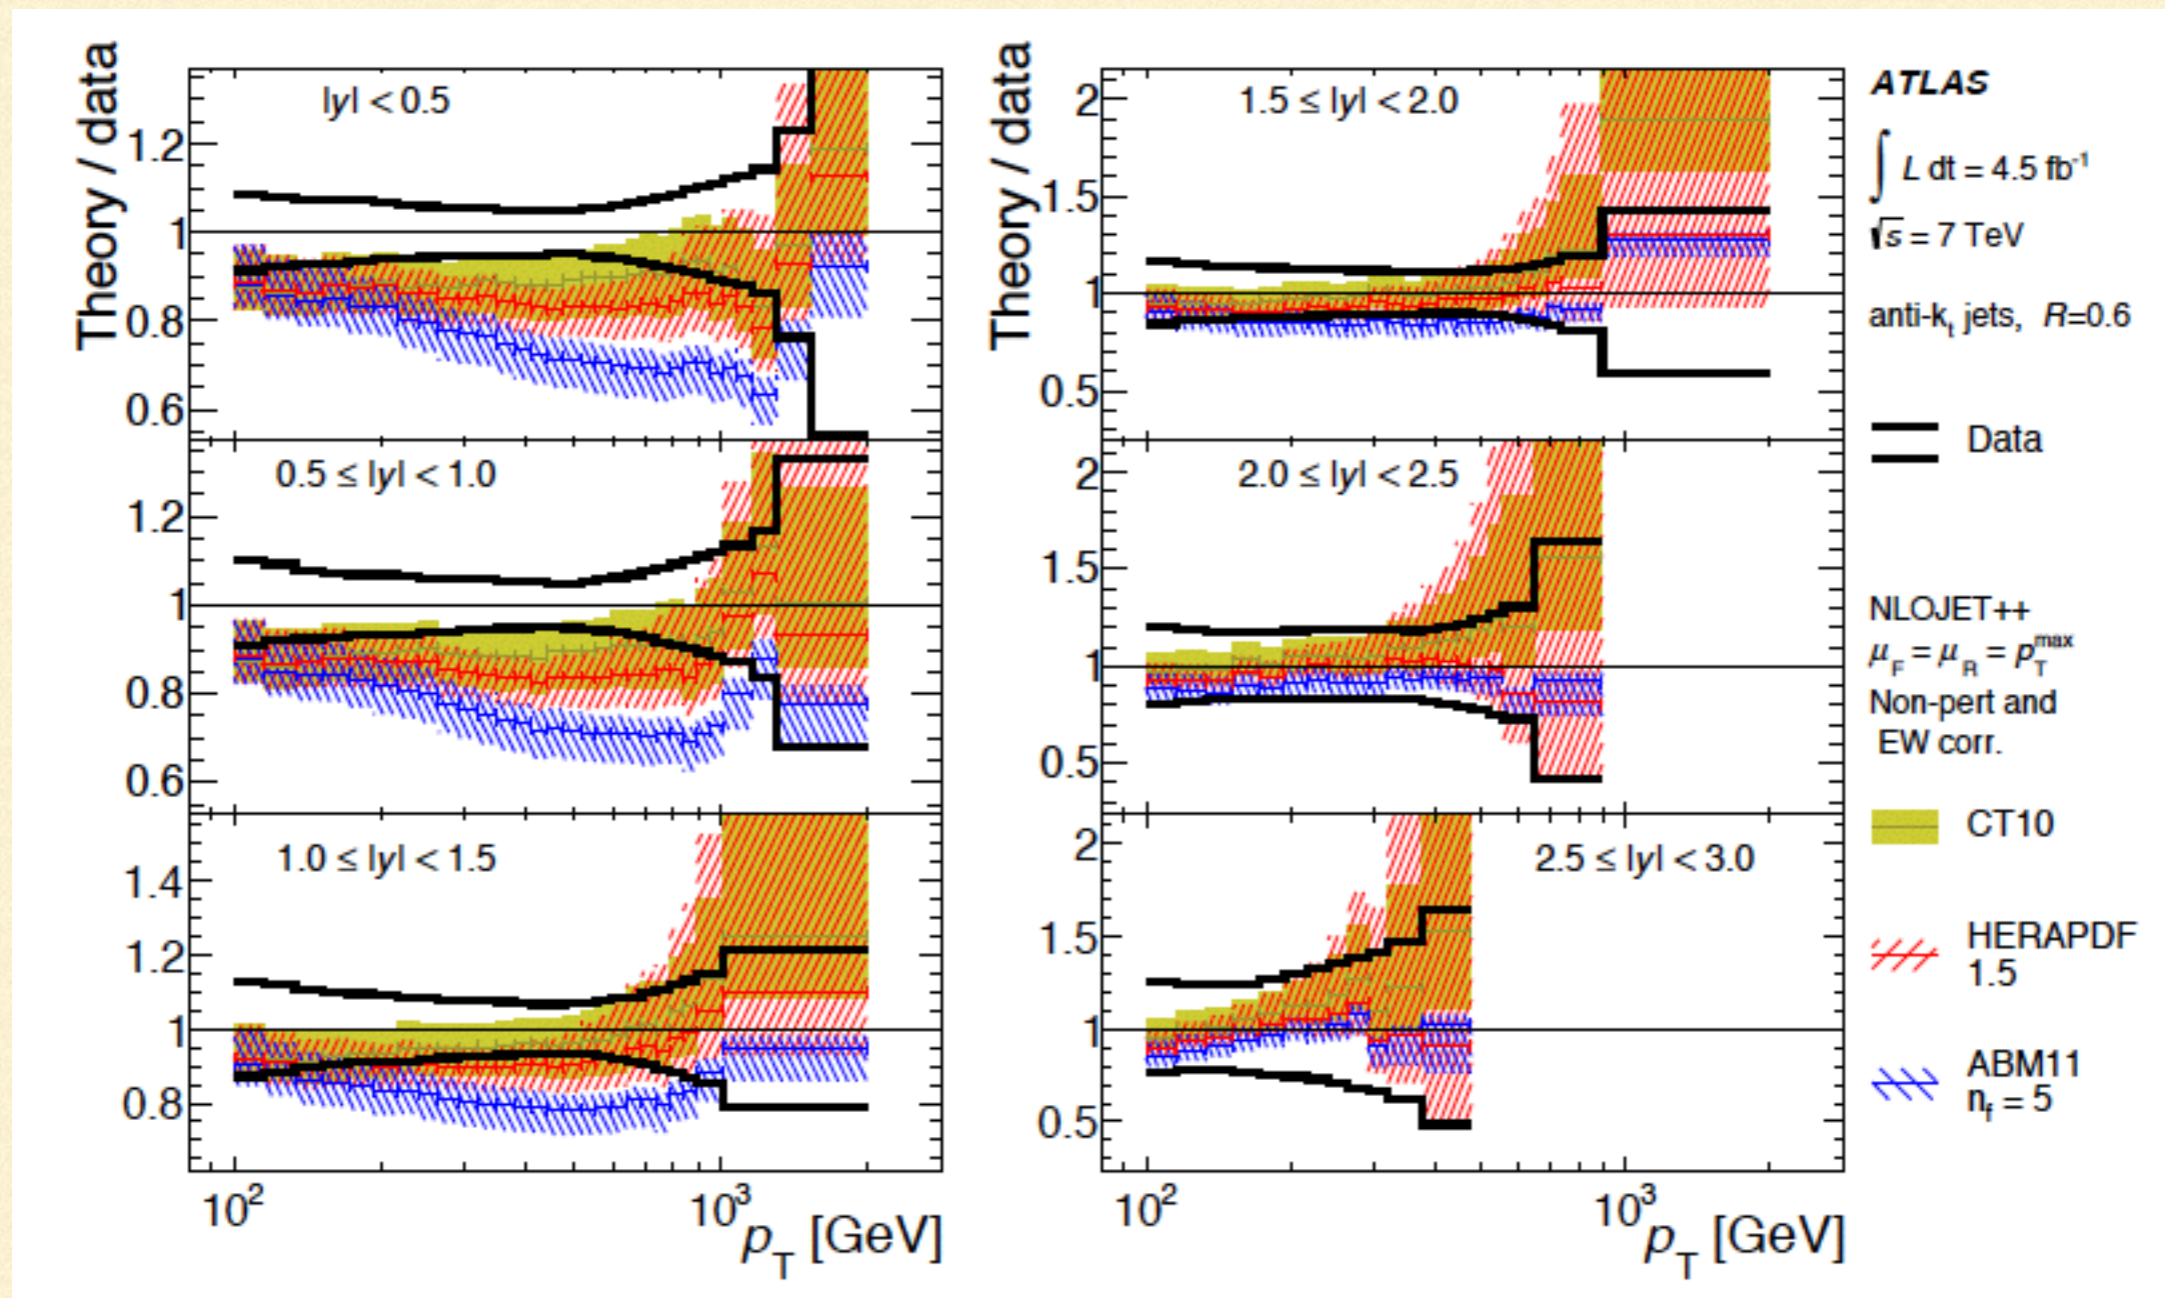 Theory / data
|y| < 0.5
1.2
1
0.8
0.6
0.5 ≤ |y| < 1.0
1.2
1
0.8
0.6
1.0 ≤ |y| < 1.5
1.4
1.2
1
0.8
10² 10³
p_T [GeV]
Theory / data
1.5 ≤ |y| < 2.0
2
1.5
1
0.5
2.0 ≤ |y| < 2.5
2
1.5
1
0.5
2.5 ≤ |y| < 3.0
2
1.5
1
0.5
10² 10³
p_T [GeV]
ATLAS
∫ L dt = 4.5 fb⁻¹
√s = 7 TeV
anti-k_t jets, R=0.6
Data
NLOJET++
μ_F = μ_R = p_T^max
Non-pert and
EW corr.
CT10
HERAPDF
1.5
ABM11
n_f = 5